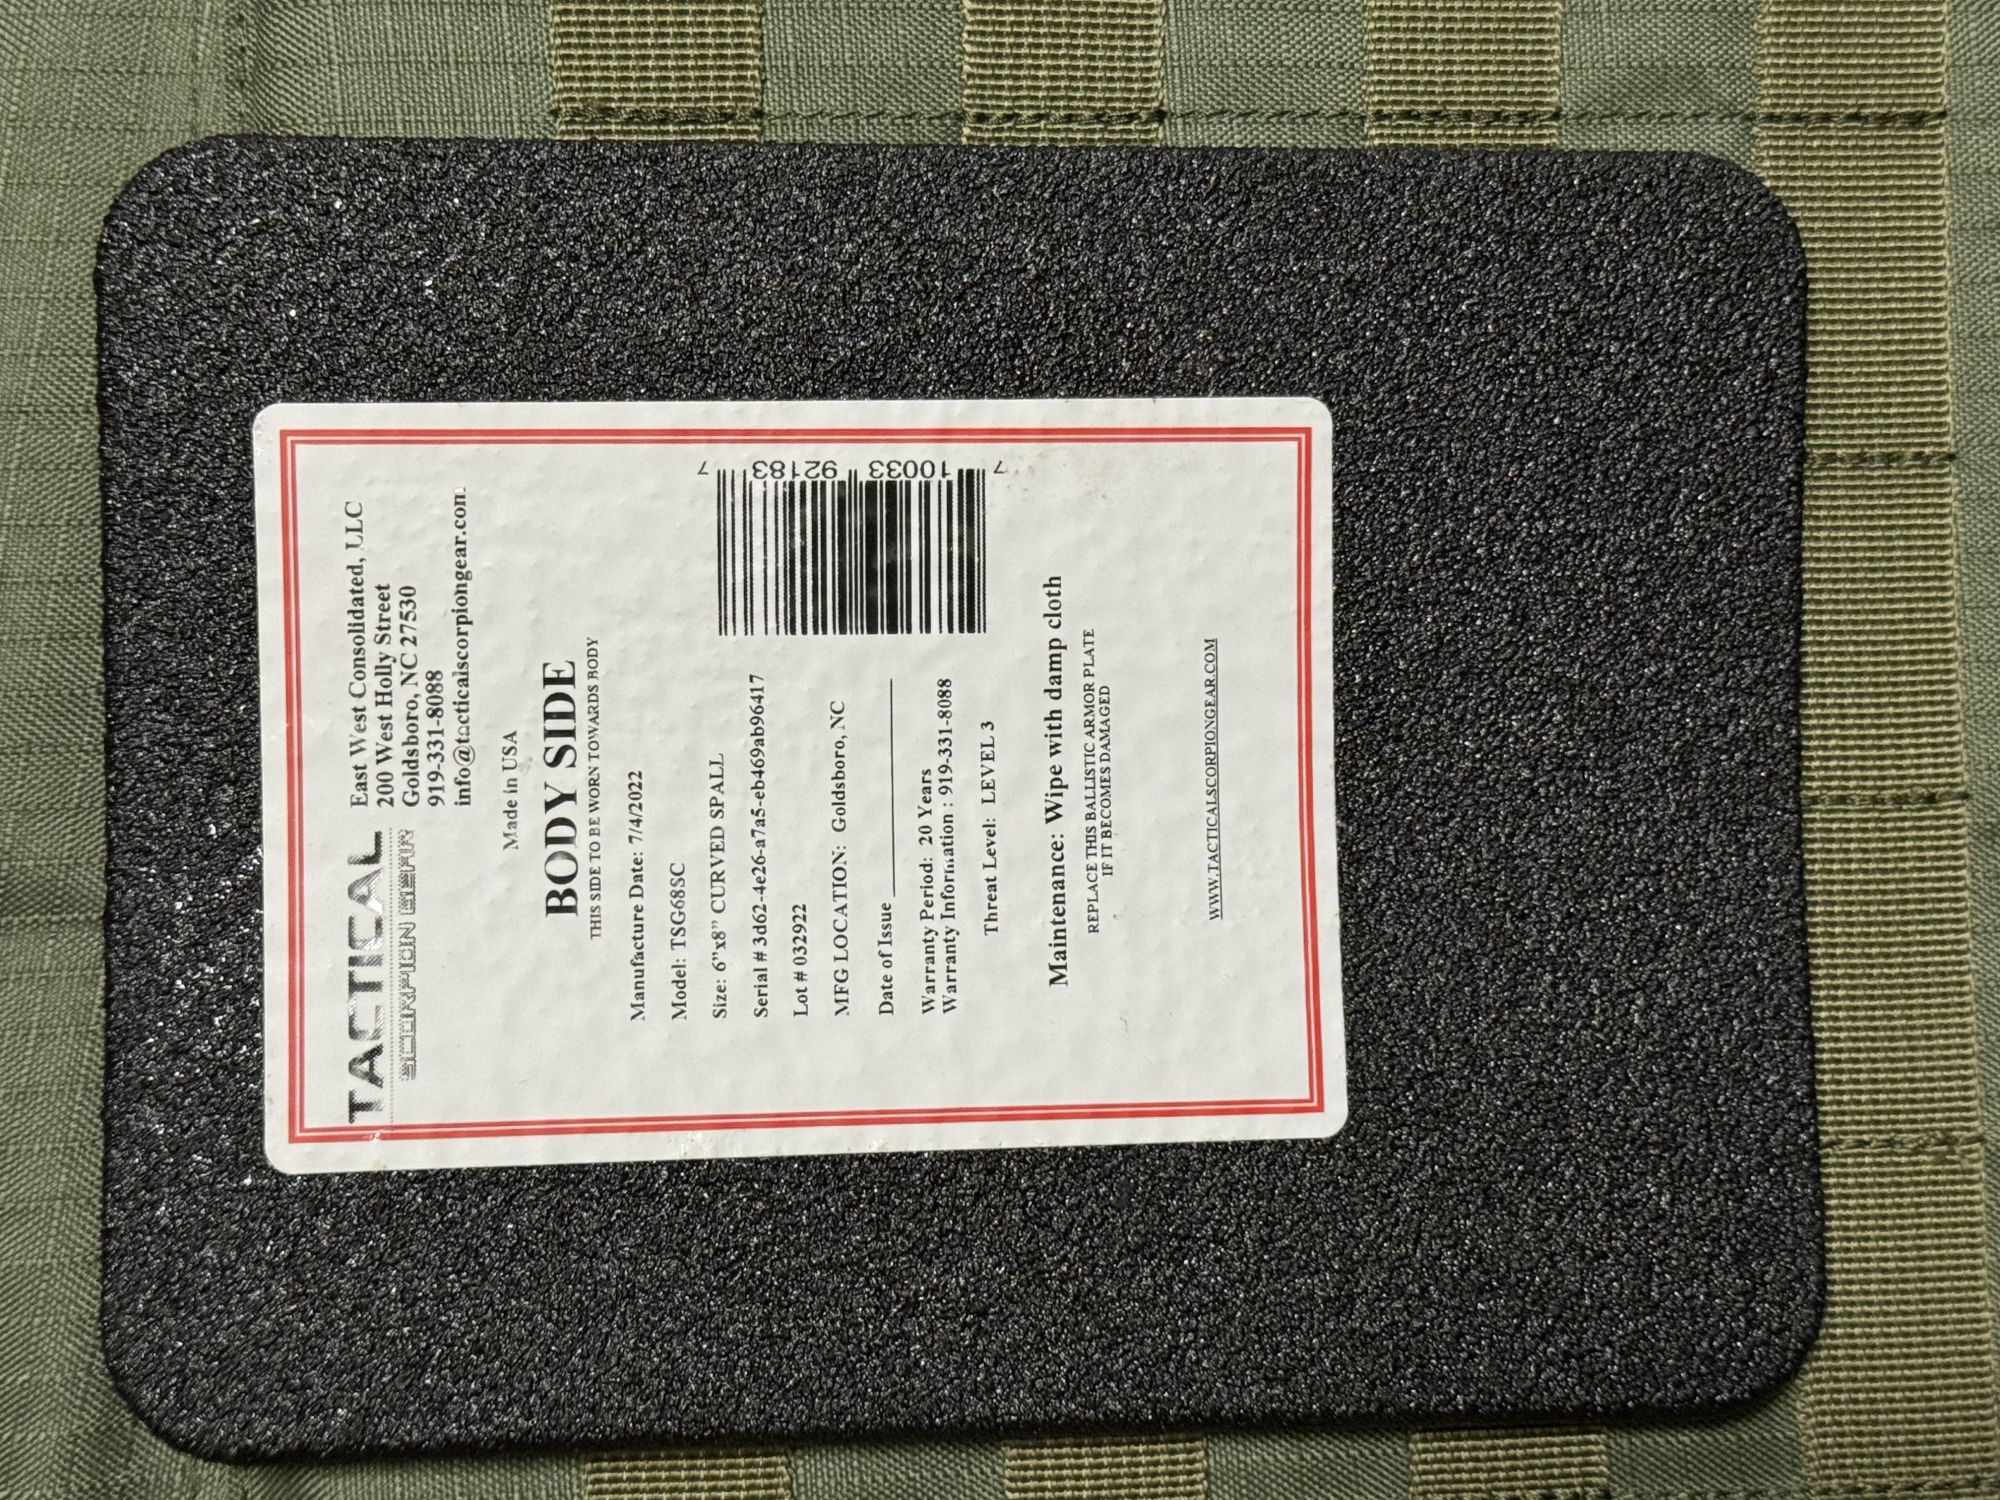 TACTICAL
SCORPION GEAR
East West Consolidated, LLC
200 West Holly Street
Goldsboro, NC 27530
919-331-8088
info@tacticalscorpiongear.com
Made in USA
BODY SIDE
THIS SIDE TO BE WORN TOWARDS BODY
Manufacture Date: 7/4/2022
Model: TSG68SC
Size: 6”x8” CURVED SPALL
Serial # 3d62-4e26-a7a5-eb469ab96417
Lot # 032922
MFG LOCATION: Goldsboro, NC
Date of Issue
Warranty Period: 20 Years
Warranty Information : 919-331-8088
Threat Level: LEVEL 3
7 10033 92183 7
Maintenance: Wipe with damp cloth
REPLACE THIS BALLISTIC ARMOR PLATE
IF IT BECOMES DAMAGED
WWW.TACTICALSCORPIONGEAR.COM